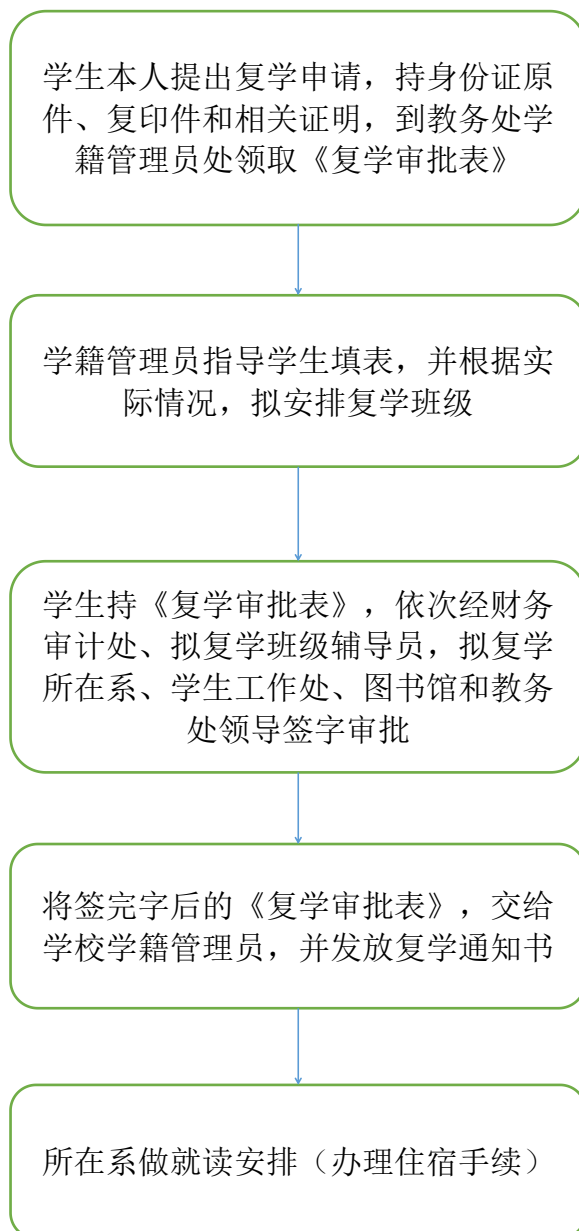 学生本人提出复学申请，持身份证原
件、复印件和相关证明，到教务处学
籍管理员处领取《复学审批表》
学籍管理员指导学生填表，并根据实
际情况，拟安排复学班级
学生持《复学审批表》，依次经财务
审计处、拟复学班级辅导员，拟复学
所在系、学生工作处、图书馆和教务
处领导签字审批
将签完字后的《复学审批表》，交给
学校学籍管理员，并发放复学通知书
所在系做就读安排（办理住宿手续）